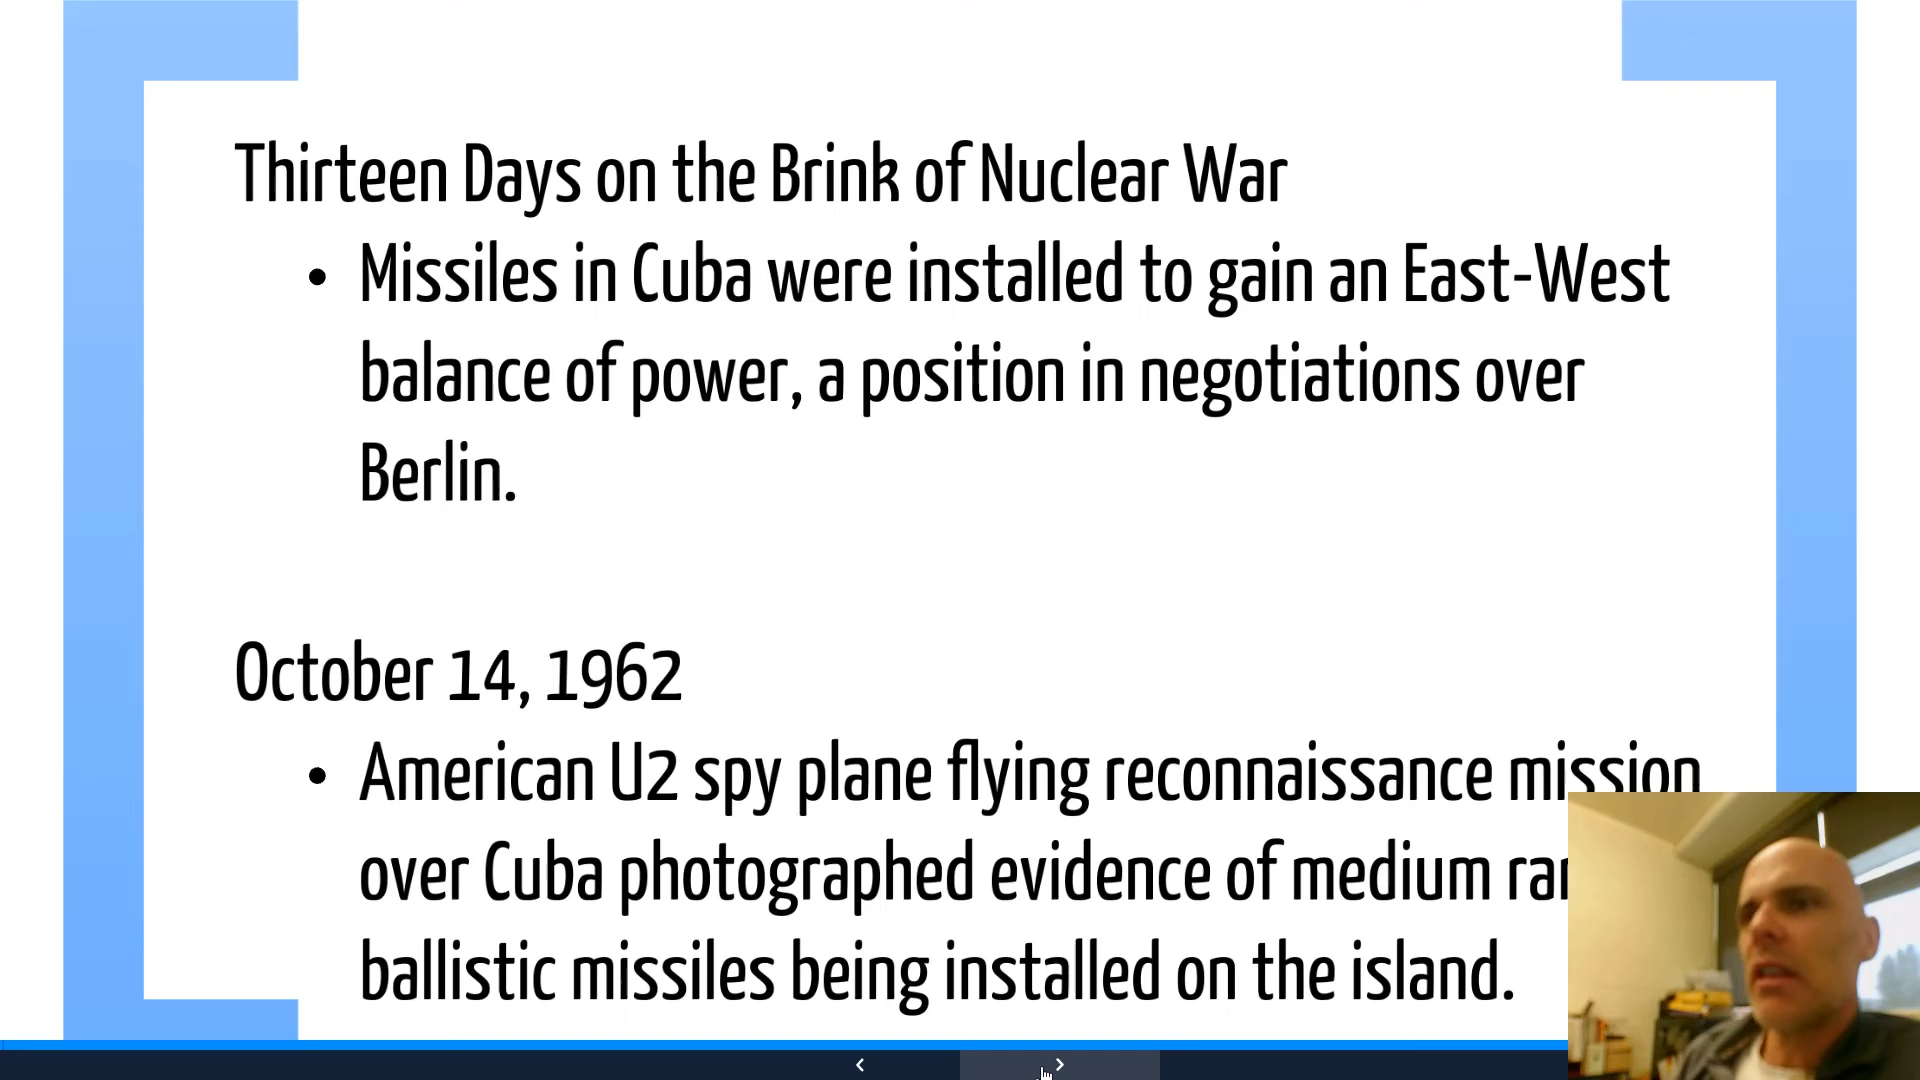 Thirteen Days on the Brink of Nuclear War
• Missiles in Cuba were installed to gain an East-West
balance of power, a position in negotiations over
Berlin.
October 14, 1962
• American U2 spy plane flying reconnaissance mission
over Cuba photographed evidence of medium
ballistic missiles being installed on the island.